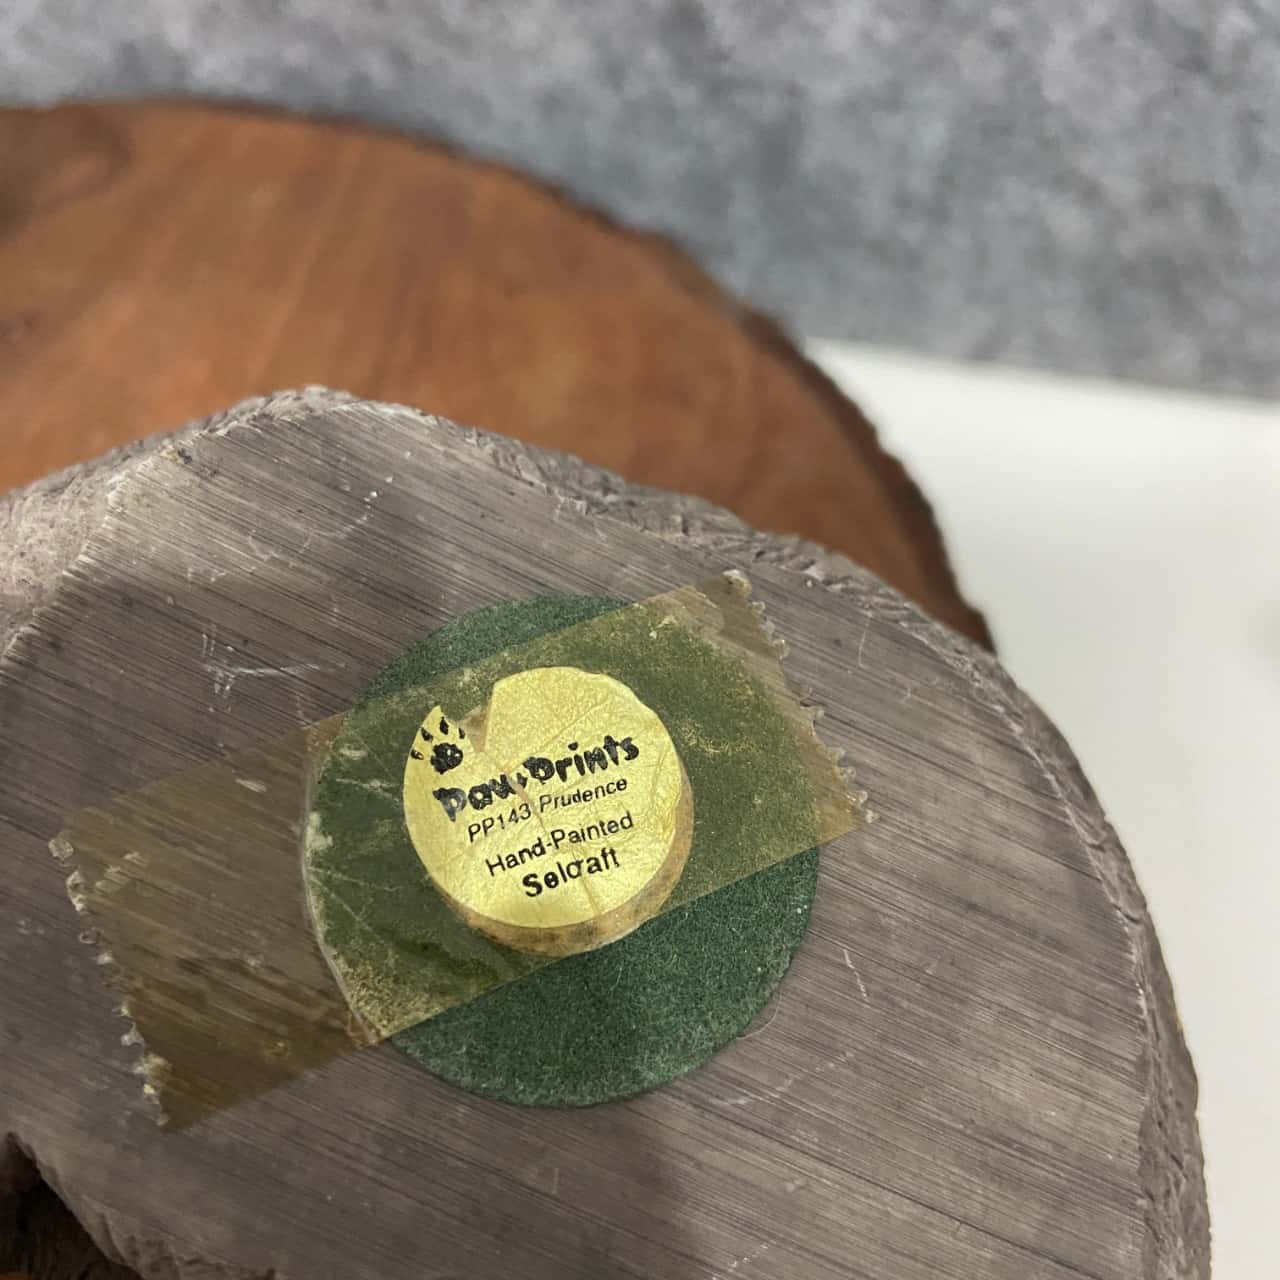 Paw Prints
PP143 Prudence
Hand-Painted
Selcraft